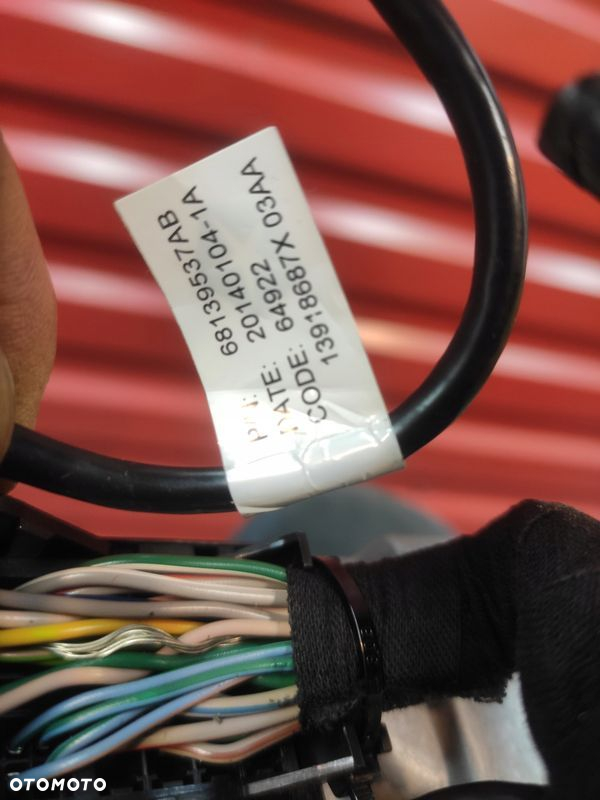 P/N: 68139537AB
DATE: 20140104-1A
CODE: 64922
13918687X 03AA
OTOMOTO